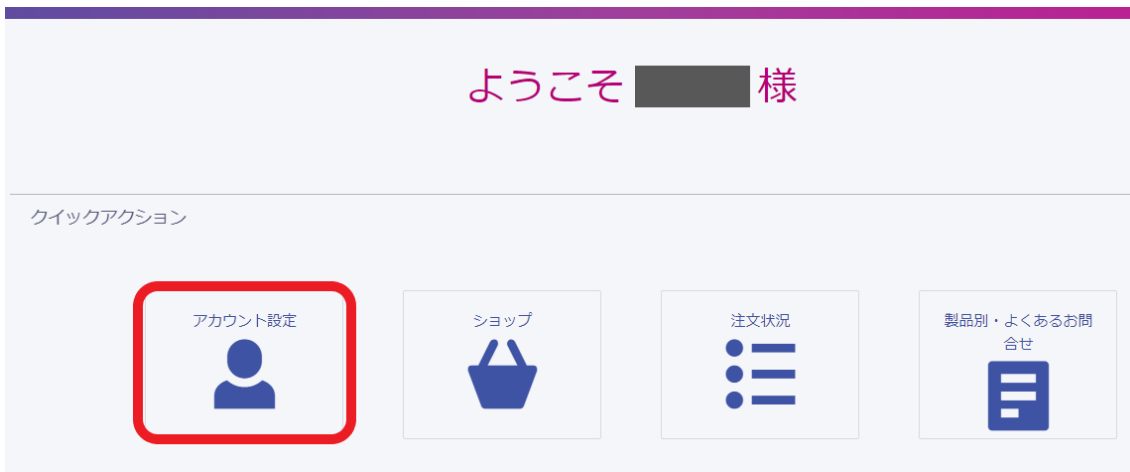 ようこそ 様
クイックアクション
アカウント設定
ショップ
注文状況
製品別・よくあるお問
合せ